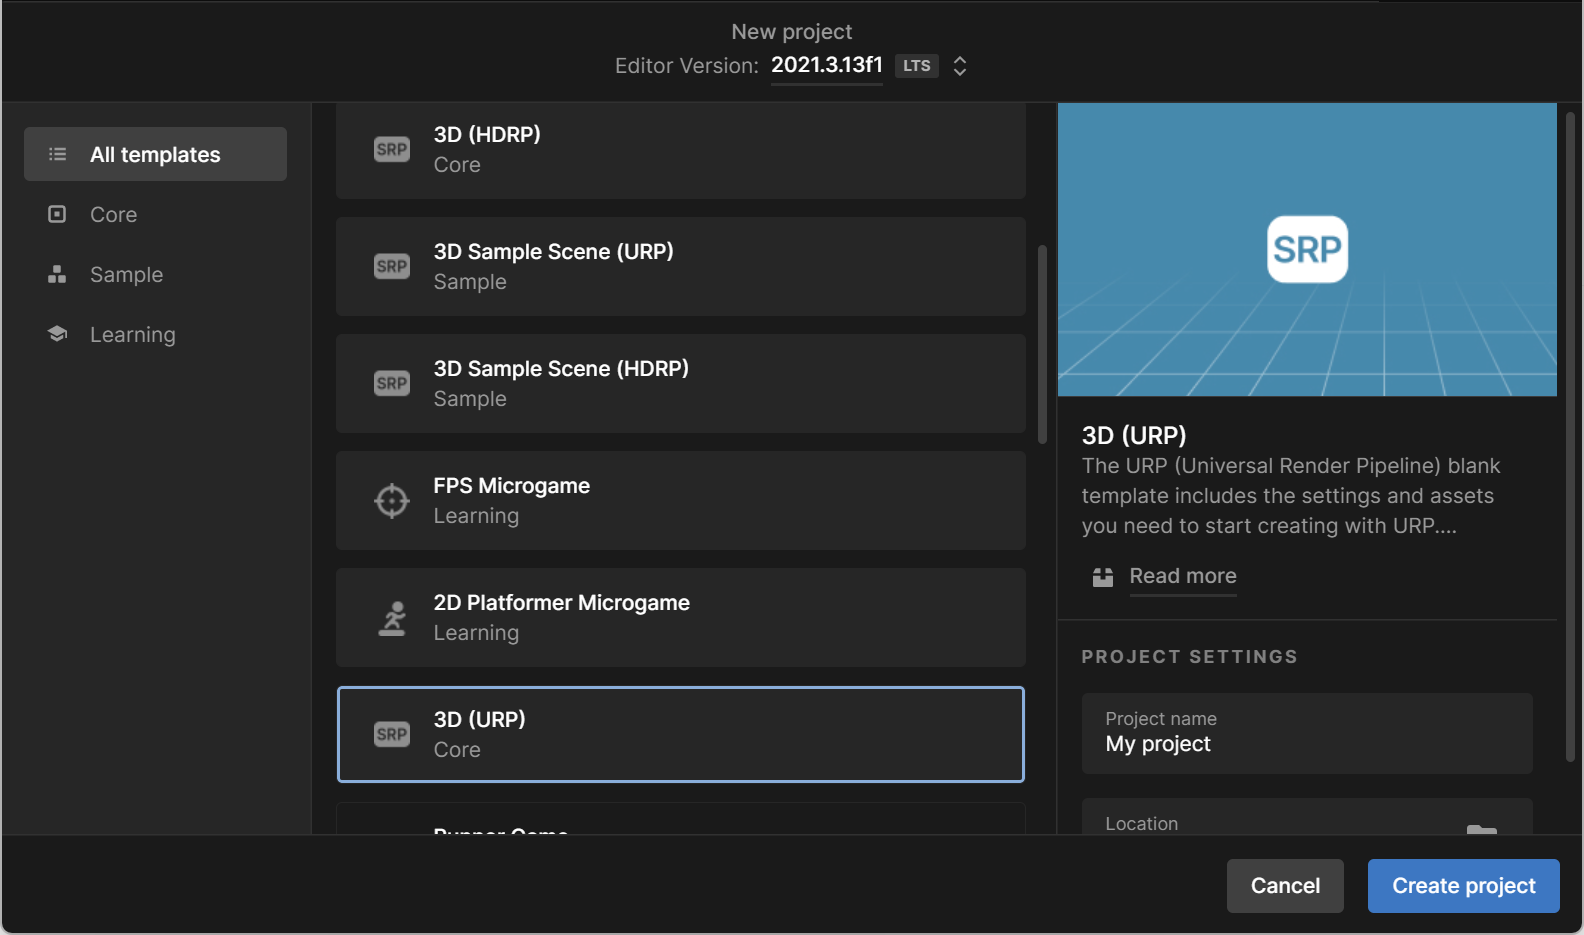 New project
Editor Version: 2021.3.13f1 LTS
All templates
Core
Sample
Learning
SRP
3D (HDRP)
Core
SRP
3D Sample Scene (URP)
Sample
SRP
3D Sample Scene (HDRP)
Sample
FPS Microgame
Learning
2D Platformer Microgame
Learning
SRP
3D (URP)
Core
Runner Game
SRP
3D (URP)
The URP (Universal Render Pipeline) blank
template includes the settings and assets
you need to start creating with URP....
Read more
PROJECT SETTINGS
Project name
My project
Location
Cancel
Create project